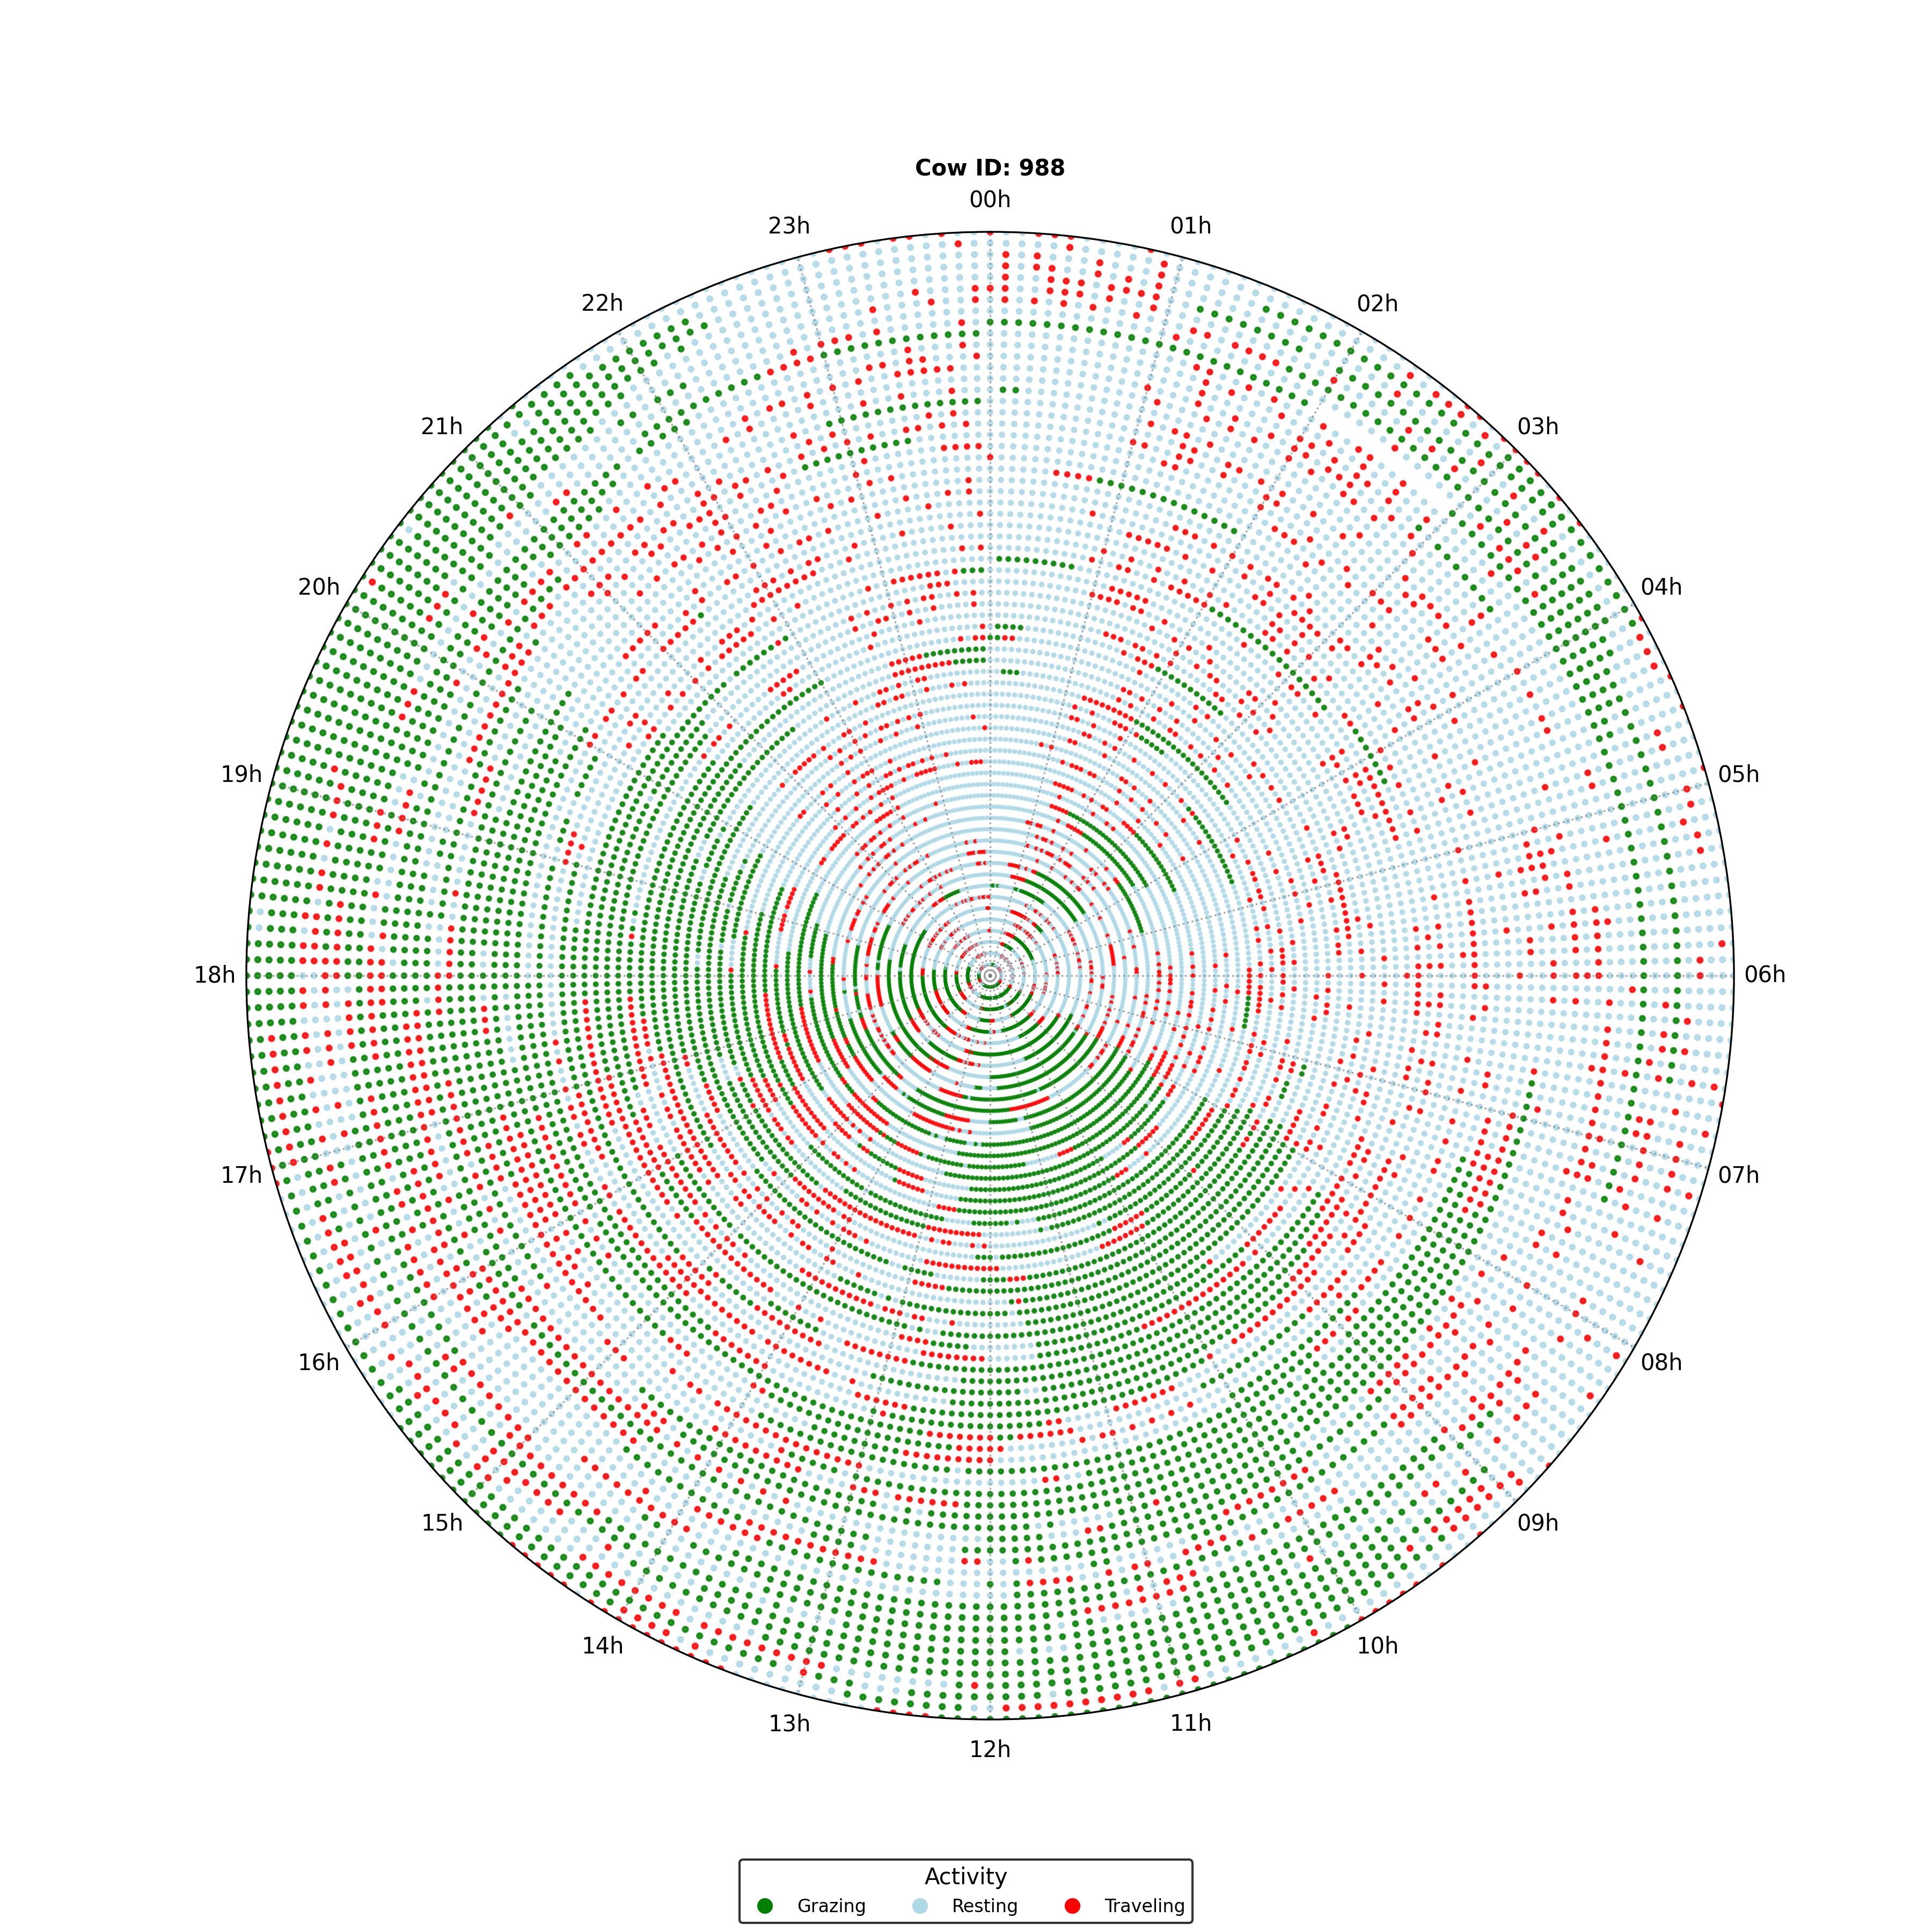 Cow ID: 988
00h
23h
01h
22h
02h
21h
03h
20h
04h
19h
05h
18h
06h
17h
07h
16h
08h
15h
09h
14h
10h
13h
11h
12h
Activity
Grazing Resting Traveling